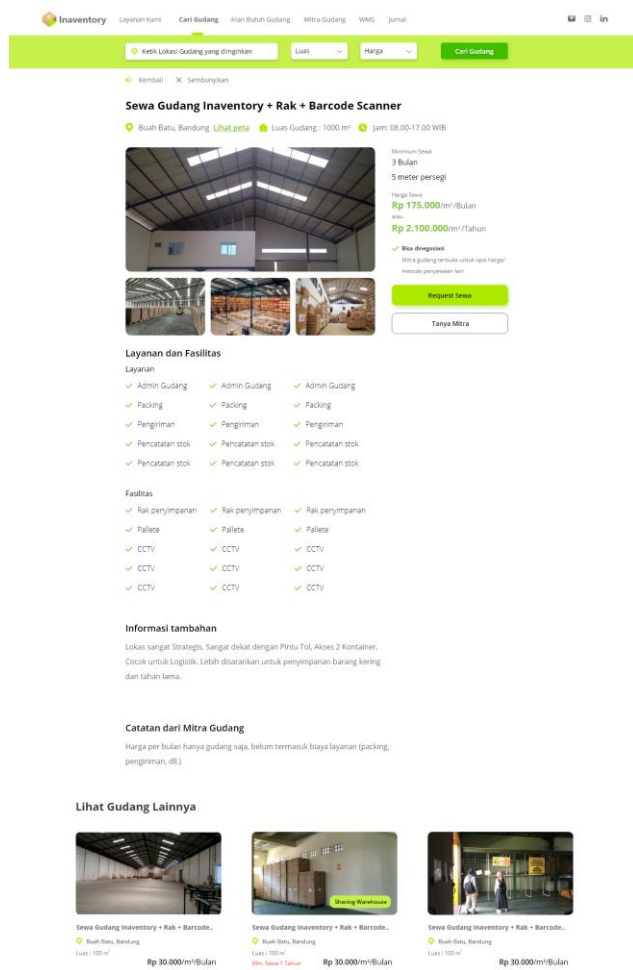 Inaventory
Layanan Kami Cari Gudang Iklan Butuh Gudang Mitra Gudang WMS Jurnal
Ketik Lokasi Gudang yang diinginkan Luas Harga Cari Gudang
Kembali Sembunyikan
Sewa Gudang Inaventory + Rak + Barcode Scanner
Buah Batu, Bandung Lihat peta Luas Gudang : 1000 m² Jam: 08.00-17.00 WIB
Minimum Sewa
3 Bulan
5 meter persegi
Harga Sewa
Rp 175.000/m²/Bulan
atau
Rp 2.100.000/m²/Tahun
Bisa dinegosiasi
Mitra gudang terbuka untuk opsi harga/
metode penyewaan lain
Request Sewa
Tanya Mitra
Layanan dan Fasilitas
Layanan
Admin Gudang Admin Gudang Admin Gudang
Packing Packing Packing
Pengiriman Pengiriman Pengiriman
Pencatatan stok Pencatatan stok Pencatatan stok
Pencatatan stok Pencatatan stok Pencatatan stok
Fasilitas
Rak penyimpanan Rak penyimpanan Rak penyimpanan
Pallete Pallete Pallete
CCTV CCTV CCTV
CCTV CCTV CCTV
CCTV CCTV CCTV
Informasi tambahan
Lokas sangat Strategis, Sangat dekat dengan Pintu Tol, Akses 2 Kontainer,
Cocok untuk Logistik. Lebih disarankan untuk penyimpanan barang kering
dan tahan lama.
Catatan dari Mitra Gudang
Harga per bulan hanya gudang saja, belum termasuk biaya layanan (packing,
pengiriman, dll.)
Lihat Gudang Lainnya
Sharing Warehouse
Sewa Gudang Inaventory + Rak + Barcode..
Buah Batu, Bandung
Luas : 100 m²
Rp 30.000/m²/Bulan
Sewa Gudang Inaventory + Rak + Barcode..
Buah Batu, Bandung
Luas : 100 m²
Min. Sewa 1 Tahun
Rp 30.000/m²/Bulan
Sewa Gudang Inaventory + Rak + Barcode..
Buah Batu, Bandung
Luas : 100 m²
Rp 30.000/m²/Bulan